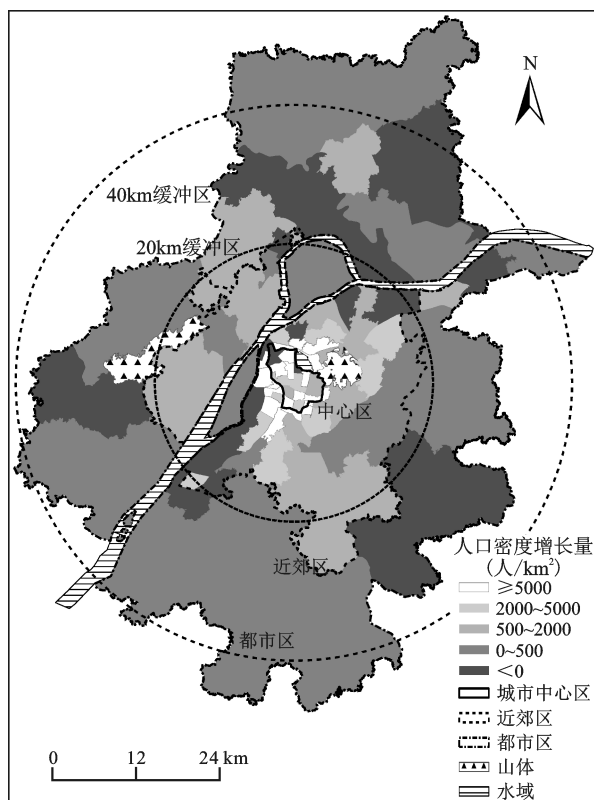 N
40km缓冲区
20km缓冲区
中心区
近郊区
都市区
人口密度增长量
(人/km²)
≥5000
2000~5000
500~2000
0~500
<0
城市中心区
近郊区
都市区
山体
水域
0 12 24 km